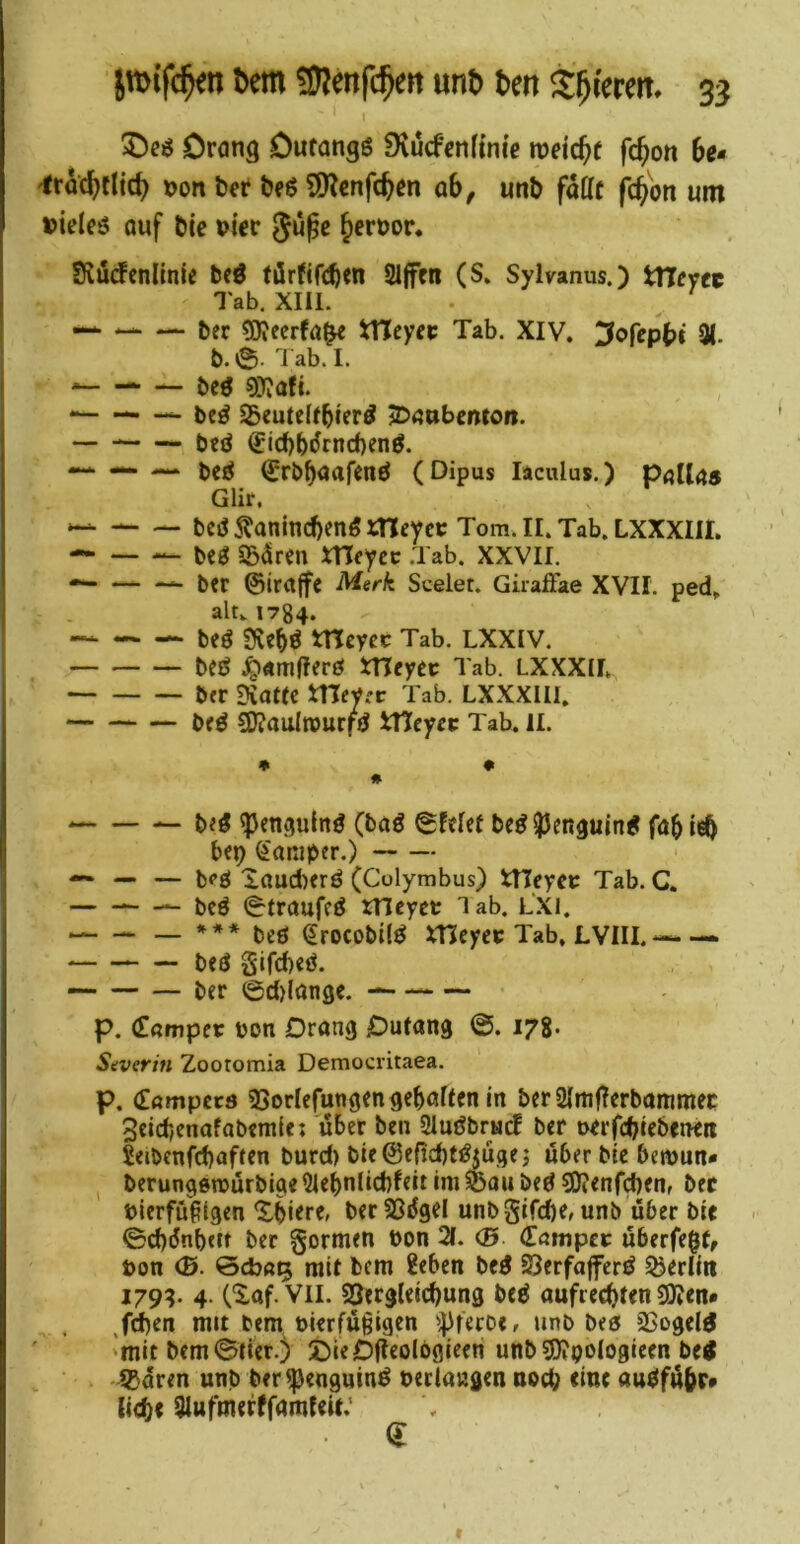 zwischen dem Menschen und den Thieren. 33
Des Orang Outangs Rückenlinie weicht schon be-
trächtlich von der des Menschen ab, und fällt schon um
vieles auf die vier Füße hervor.
Rückenlinie des türkischen Affen (S. Sylvanus.) Meyer
Tab. XIII.
— — — der Meerkatze Meyer Tab. XIV. Josephi A.
d. S. Tab. I.
— — — des Maki.
— — — des Beutelthiers Daubenton.
— — — des Eichhörnchens.
— — — des Erdhaafens (Dipus Iaculus.) Pallas
Glir.
— — — des Kaninchens Meyer Tom. II. Tab. LXXXIII.
— — — des Bären Meyer Tab. XXVII.
— — — der Giraffe Merk Scelet. Giraffae XVII. ped.
alt. 1784.
— — — des Rehs Meyer Tab. LXXIV.
— — — des Hamsters Meyer Tab. LXXXII.
— — — der Ratte Meyer Tab. LXXXIII.
— — — des Maulwurfs Meyer Tab. II.
* * *
— — — des Penguins (das Skelet des Penguins sah ich
bey Camper.) — —
— — — des Tauchers (Colymbus) Meyer Tab. C.
— — — des Straufes Meyer Tab. LXI.
— — — *** des Crocodils Meyer Tab. LVIII. — —
— — — des Fisches.
— — — der Schlange. — — —
P. Camper von Orang Outang S. 178.
Severin Zootomia Democritaea.
P. Campers Vorlesungen gehalten in der Amsterdammer
Zeichenakademie: über den Ausdruck der verschiedenen
Leidenschaften durch die Gesichtszüge; über die bewun-
derungswürdige Aehnlichkeit im Bau des Menschen, der
vierfüßigen Thiere, der Vögel und Fische, und über die
Schönheit der Formen von A. G. Camper übersetzt,
von G. Schatz mit dem Leben des Verfassers Berlin
1793. 4. (Taf. VII. Vergleichung des aufrechten Men-
schen mit dem vierfüßigen Pferde, und des Vogels
mit dem Stier.) Die Osteologieen und Myologieen des
Bären und der Penguins verlangen noch eine ausführ-
liche Aufmerksamkeit.
C